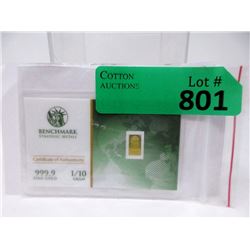 COTTON
AUCTIONS
Lot #
801
BENCHMARK
STRATEGIC METALS
Certificate of Authenticity
999.9
FINE GOLD
1/10
GRAM